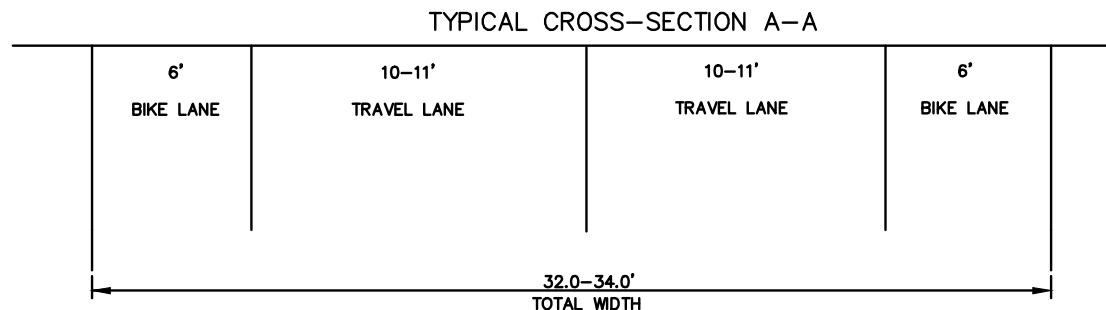 TYPICAL CROSS-SECTION A-A
6' 10-11' 10-11' 6'
BIKE LANE TRAVEL LANE TRAVEL LANE BIKE LANE
32.0-34.0'
TOTAL WIDTH